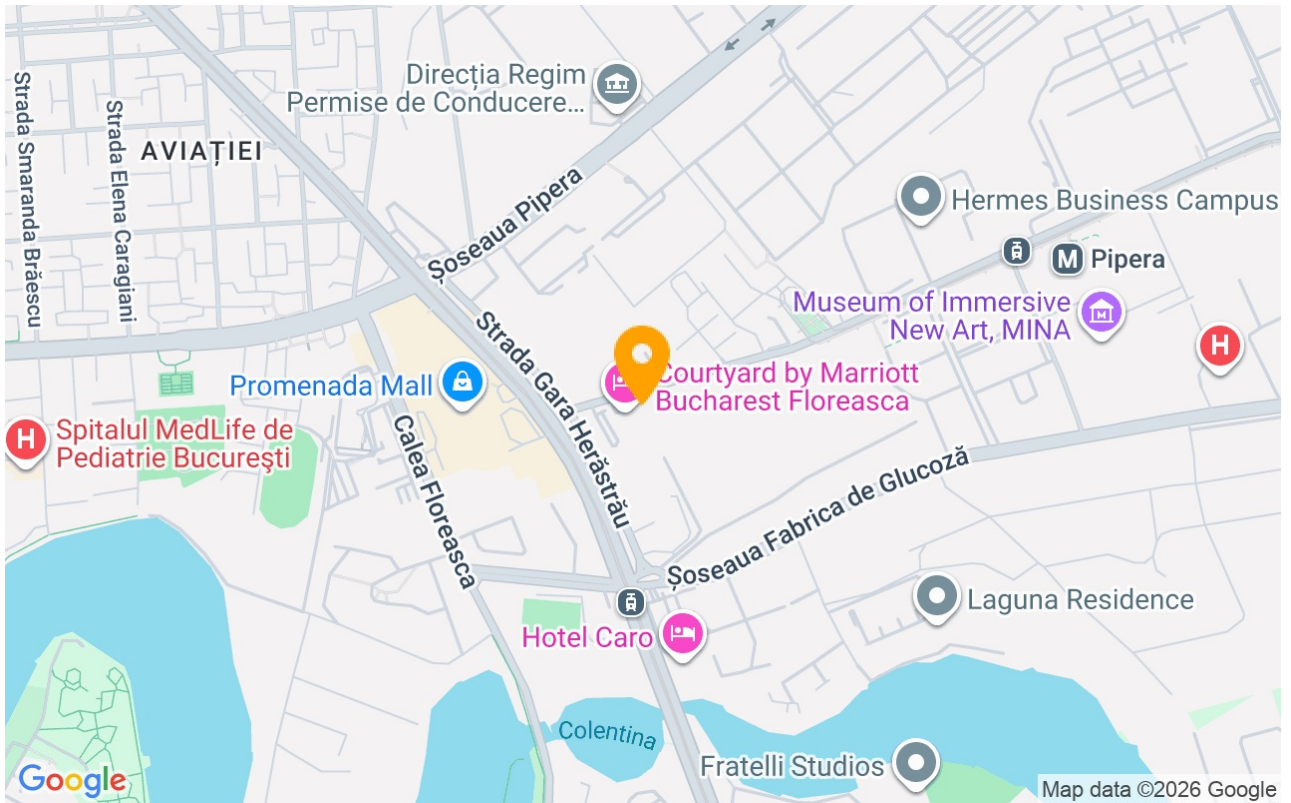 Direcția Regim
Permise de Conducere...
Strada Smaranda Brăescu
Strada Elena Caragiani
AVIAȚIEI
Șoseaua Pipera
Hermes Business Campus
M Pipera
Museum of Immersive
New Art, MINA
H
Strada Gara Herăstrău
Promenada Mall
Courtyard by Marriott
Bucharest Floreasca
H
Spitalul MedLife de
Pediatrie Bucureşti
Calea Floreasca
Șoseaua Fabrica de Glucoză
Laguna Residence
Hotel Caro
Colentina
Fratelli Studios
Google
Map data ©2026 Google